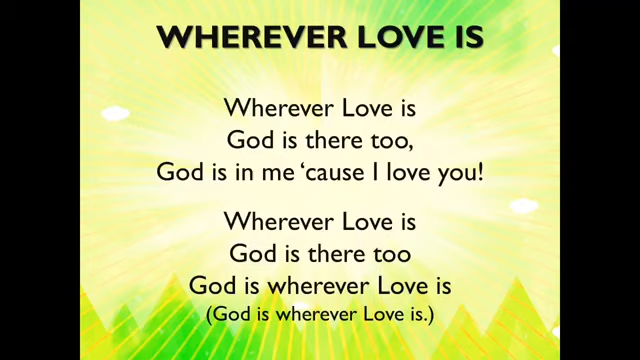 WHEREVER LOVE IS
Wherever Love is
God is there too,
God is in me ‘cause I love you!
Wherever Love is
God is there too
God is wherever Love is
(God is wherever Love is.)